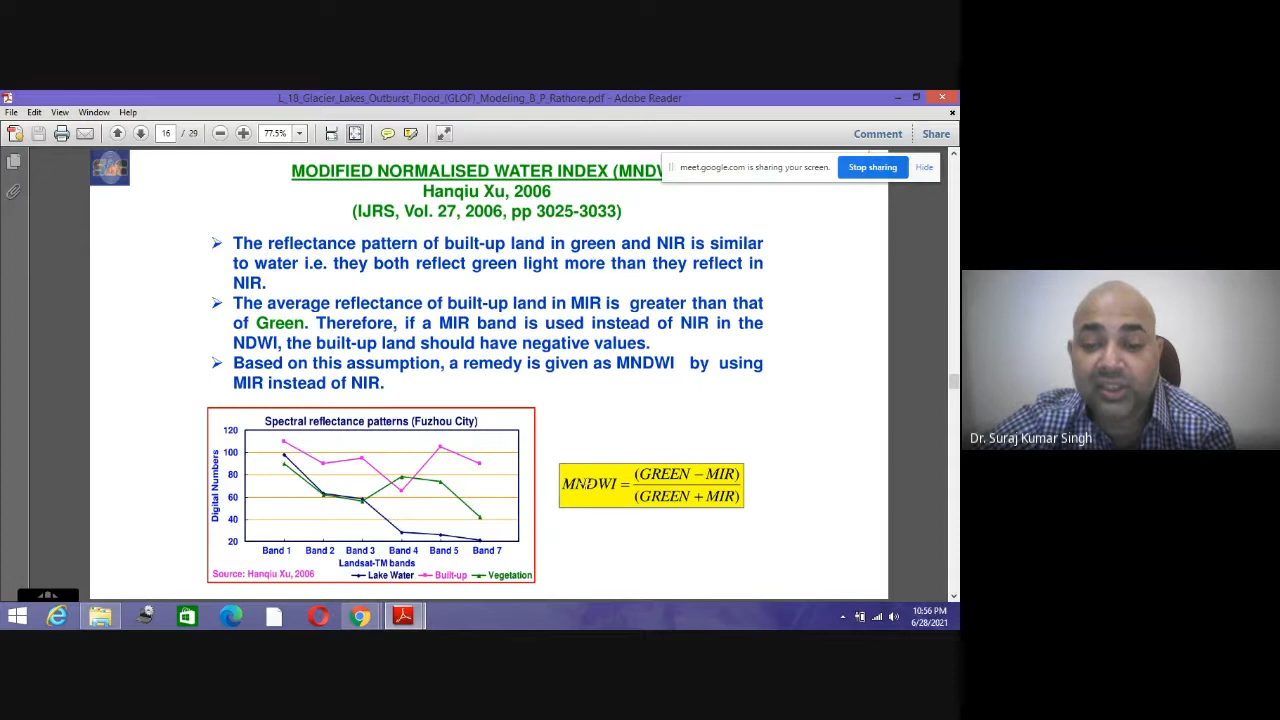 L_18_Glacier_Lakes_Outburst_Flood_(GLOF)_Modeling_B_P_Rathore.pdf - Adobe Reader
File Edit View Window Help
16 / 29 77.5% Comment Share
MODIFIED NORMALISED WATER INDEX (MNDW
meet.google.com is sharing your screen. Stop sharing Hide
Hanqiu Xu, 2006
(IJRS, Vol. 27, 2006, pp 3025-3033)
➢ The reflectance pattern of built-up land in green and NIR is similar
to water i.e. they both reflect green light more than they reflect in
NIR.
➢ The average reflectance of built-up land in MIR is greater than that
of Green. Therefore, if a MIR band is used instead of NIR in the
NDWI, the built-up land should have negative values.
➢ Based on this assumption, a remedy is given as MNDWI by using
MIR instead of NIR.
Spectral reflectance patterns (Fuzhou City)
120
100
80
60
40
20
Digital Numbers
Band 1 Band 2 Band 3 Band 4 Band 5 Band 7
Landsat-TM bands
Source: Hanqiu Xu, 2006
Lake Water Built-up Vegetation
MNDWI = (GREEN − MIR)
(GREEN + MIR)
Dr. Suraj Kumar Singh
10:56 PM
6/28/2021